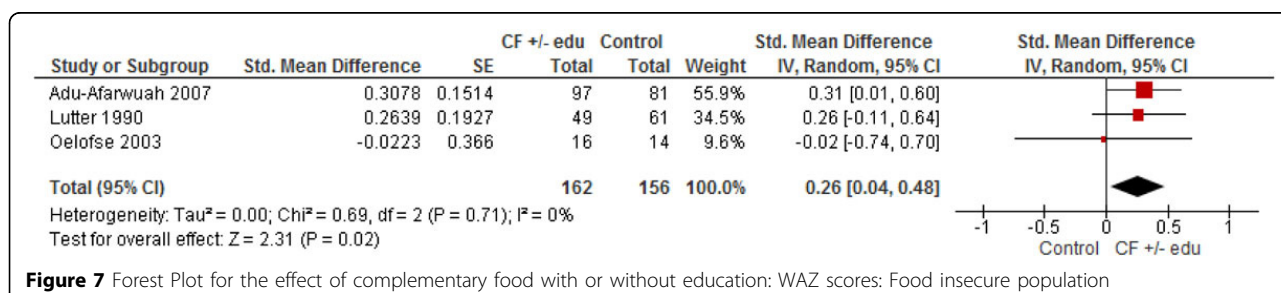 CF +/- edu Control Std. Mean Difference Std. Mean Difference
Study or Subgroup Std. Mean Difference SE Total Total Weight IV, Random, 95% CI IV, Random, 95% CI
Adu-Afarwuah 2007 0.3078 0.1514 97 81 55.9% 0.31 [0.01, 0.60]
Lutter 1990 0.2639 0.1927 49 61 34.5% 0.26 [-0.11, 0.64]
Oelofse 2003 -0.0223 0.366 16 14 9.6% -0.02 [-0.74, 0.70]
Total (95% CI) 162 156 100.0% 0.26 [0.04, 0.48]
Heterogeneity: Tau² = 0.00; Chi² = 0.69, df = 2 (P = 0.71); I² = 0%
Test for overall effect: Z = 2.31 (P = 0.02)
-1 -0.5 0 0.5 1
Control CF +/- edu
Figure 7 Forest Plot for the effect of complementary food with or without education: WAZ scores: Food insecure population